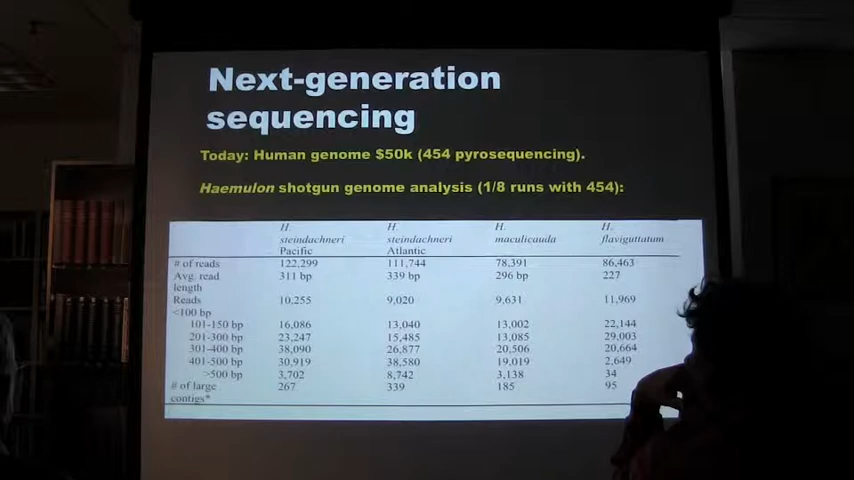 Next-generation
sequencing
Today: Human genome $50k (454 pyrosequencing).
Haemulon shotgun genome analysis (1/8 runs with 454):
H. H. H. H.
steindachneri steindachneri maculicauda flaviguttatum
Pacific Atlantic
# of reads 122,299 111,744 78,391 86,463
Avg. read 311 bp 339 bp 296 bp 227
length
Reads 10,255 9,020 9,631 11,969
<100 bp
101-150 bp 16,086 13,040 13,002 22,144
201-300 bp 23,247 15,485 13,085 29,003
301-400 bp 38,090 26,877 20,506 20,664
401-500 bp 30,919 38,580 19,019 2,649
>500 bp 3,702 8,742 3,138 34
# of large 267 339 185 95
contigs*